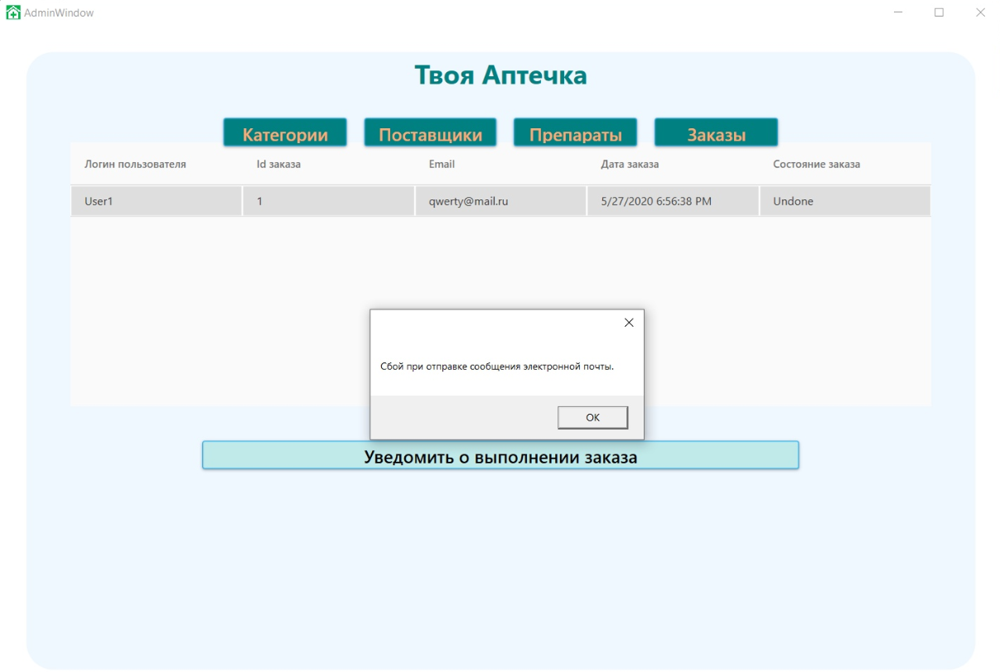 AdminWindow
Твоя Аптечка
Категории Поставщики Препараты Заказы
Логин пользователя Id заказа Email Дата заказа Состояние заказа
User1 1 qwerty@mail.ru 5/27/2020 6:56:38 PM Undone
Сбой при отправке сообщения электронной почты.
OK
Уведомить о выполнении заказа